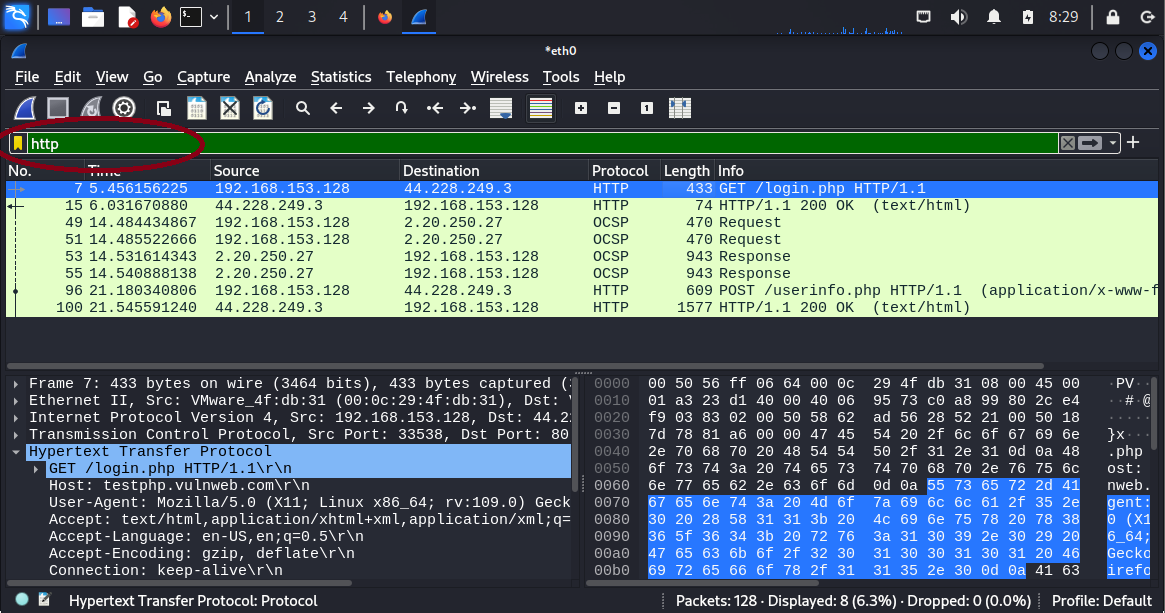 1 2 3 4 8:29
*eth0
File Edit View Go Capture Analyze Statistics Telephony Wireless Tools Help
http
No. Time Source Destination Protocol Length Info
7 5.456156225 192.168.153.128 44.228.249.3 HTTP 433 GET /login.php HTTP/1.1
15 6.031670880 44.228.249.3 192.168.153.128 HTTP 74 HTTP/1.1 200 OK (text/html)
49 14.484434867 192.168.153.128 2.20.250.27 OCSP 470 Request
51 14.485522666 192.168.153.128 2.20.250.27 OCSP 470 Request
53 14.531614343 2.20.250.27 192.168.153.128 OCSP 943 Response
55 14.540888138 2.20.250.27 192.168.153.128 OCSP 943 Response
96 21.180340806 192.168.153.128 44.228.249.3 HTTP 609 POST /userinfo.php HTTP/1.1 (application/x-www-f
100 21.545591240 44.228.249.3 192.168.153.128 HTTP 1577 HTTP/1.1 200 OK (text/html)
Frame 7: 433 bytes on wire (3464 bits), 433 bytes captured (
Ethernet II, Src: VMware_4f:db:31 (00:0c:29:4f:db:31), Dst:
Internet Protocol Version 4, Src: 192.168.153.128, Dst: 44.22
Transmission Control Protocol, Src Port: 33538, Dst Port: 80
Hypertext Transfer Protocol
GET /login.php HTTP/1.1\r\n
Host: testphp.vulnweb.com\r\n
User-Agent: Mozilla/5.0 (X11; Linux x86_64; rv:109.0) Geck
Accept: text/html,application/xhtml+xml,application/xml;q=
Accept-Language: en-US,en;q=0.5\r\n
Accept-Encoding: gzip, deflate\r\n
Connection: keep-alive\r\n
0000 00 50 56 ff 06 64 00 0c 29 4f db 31 08 00 45 00 ·PV··
0010 01 a3 23 d1 40 00 40 06 95 73 c0 a8 99 80 2c e4 ··#·@
0020 f9 03 83 02 00 50 58 62 ad 56 28 52 21 00 50 18 ·····
0030 7d 78 81 a6 00 00 47 45 54 20 2f 6c 6f 67 69 6e }x···
0040 2e 70 68 70 20 48 54 54 50 2f 31 2e 31 0d 0a 48 .php
0050 6f 73 74 3a 20 74 65 73 74 70 68 70 2e 76 75 6c ost:
0060 6e 77 65 62 2e 63 6f 6d 0d 0a 55 73 65 72 2d 41 nweb.
0070 67 65 6e 74 3a 20 4d 6f 7a 69 6c 6c 61 2f 35 2e gent:
0080 30 20 28 58 31 31 3b 20 4c 69 6e 75 78 20 78 38 0 (X1
0090 36 5f 36 34 3b 20 72 76 3a 31 30 39 2e 30 29 20 6_64;
00a0 47 65 63 6b 6f 2f 32 30 31 30 30 31 30 31 20 46 Gecko
00b0 69 72 65 66 6f 78 2f 31 31 35 2e 30 0d 0a 41 63 irefo
Hypertext Transfer Protocol: Protocol Packets: 128 · Displayed: 8 (6.3%) · Dropped: 0 (0.0%) Profile: Default